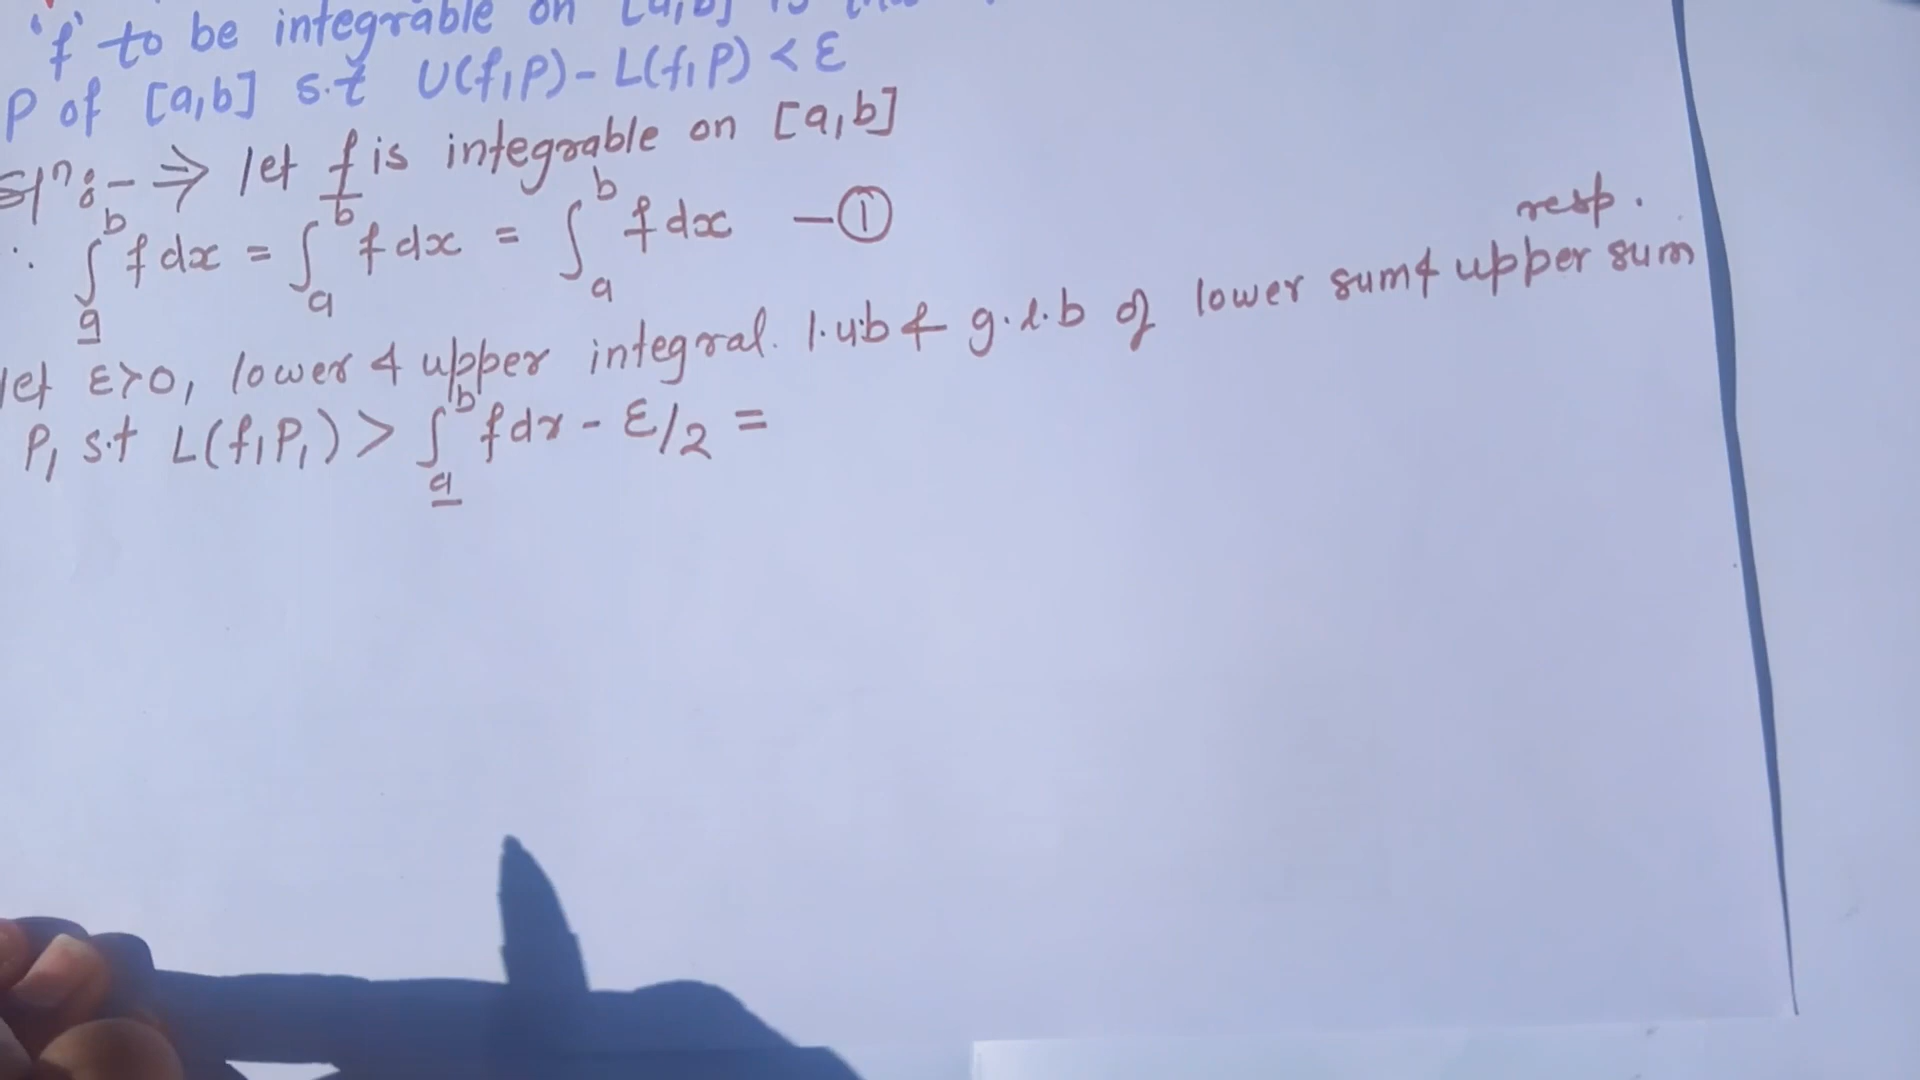 'f' to be integrable on [a,b] is
P of [a,b] s.t U(f,P) - L(f,P) < ε
Sol^n :- ⇒ let f is integrable on [a,b]
∴ ∫_a^b f dx = ∫_a^b f dx = ∫_a^b f dx — ①
resp.
let ε>0, lower & upper integral. l.u.b & g.l.b of lower sum & upper sum
P₁ s.t L(f,P₁) > ∫_a^b f dx - ε/2 =